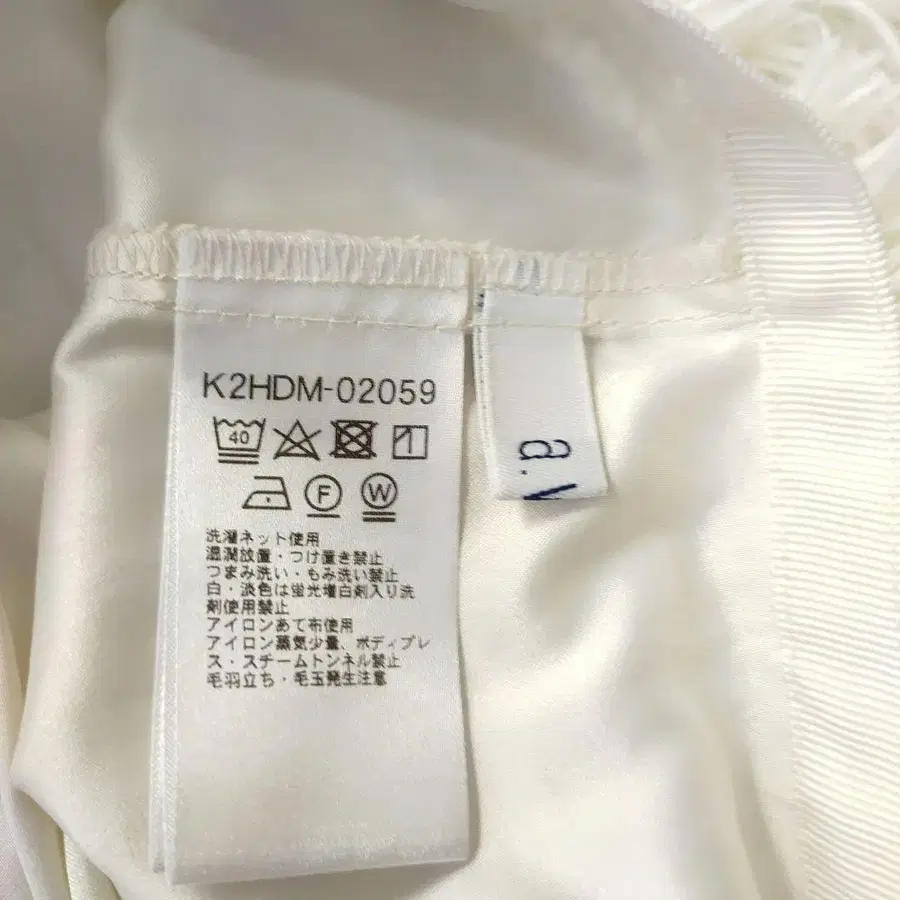 K2HDM-02059
40
F
W
洗濯ネット使用
湿潤放置・つけ置き禁止
つまみ洗い・もみ洗い禁止
白・淡色は蛍光増白剤入り洗
剤使用禁止
アイロンあて布使用
アイロン蒸気少量、ボディプレ
ス・スチームトンネル禁止
毛羽立ち・毛玉発生注意
a.